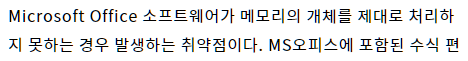 Microsoft Office 소프트웨어가 메모리의 개체를 제대로 처리하
지 못하는 경우 발생하는 취약점이다. MS오피스에 포함된 수식 편